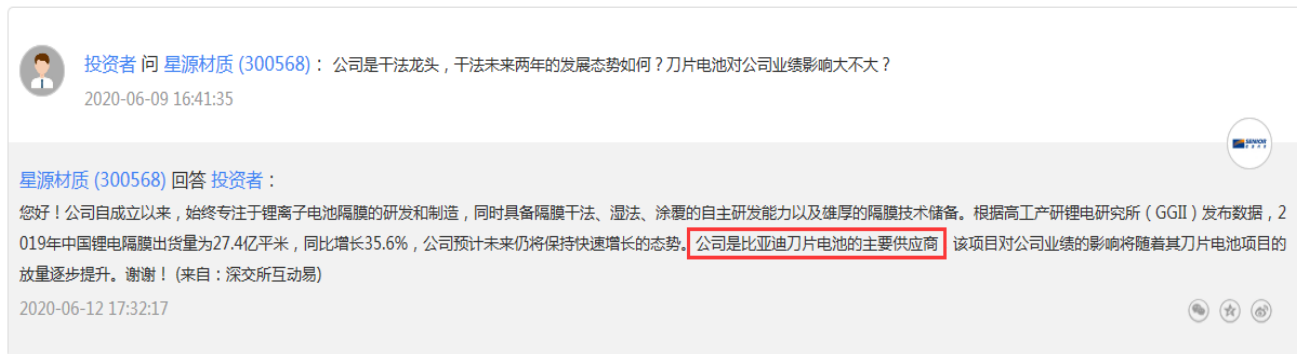 投资者 问 星源材质 (300568) ： 公司是干法龙头，干法未来两年的发展态势如何？刀片电池对公司业绩影响大不大？
2020-06-09 16:41:35
SENIOR
星源材质 (300568) 回答 投资者：
您好！公司自成立以来，始终专注于锂离子电池隔膜的研发和制造，同时具备隔膜干法、湿法、涂覆的自主研发能力以及雄厚的隔膜技术储备。根据高工产研锂电研究所（GGII）发布数据，2
019年中国锂电隔膜出货量为27.4亿平米，同比增长35.6%，公司预计未来仍将保持快速增长的态势。公司是比亚迪刀片电池的主要供应商 该项目对公司业绩的影响将随着其刀片电池项目的
放量逐步提升。谢谢！ (来自：深交所互动易)
2020-06-12 17:32:17